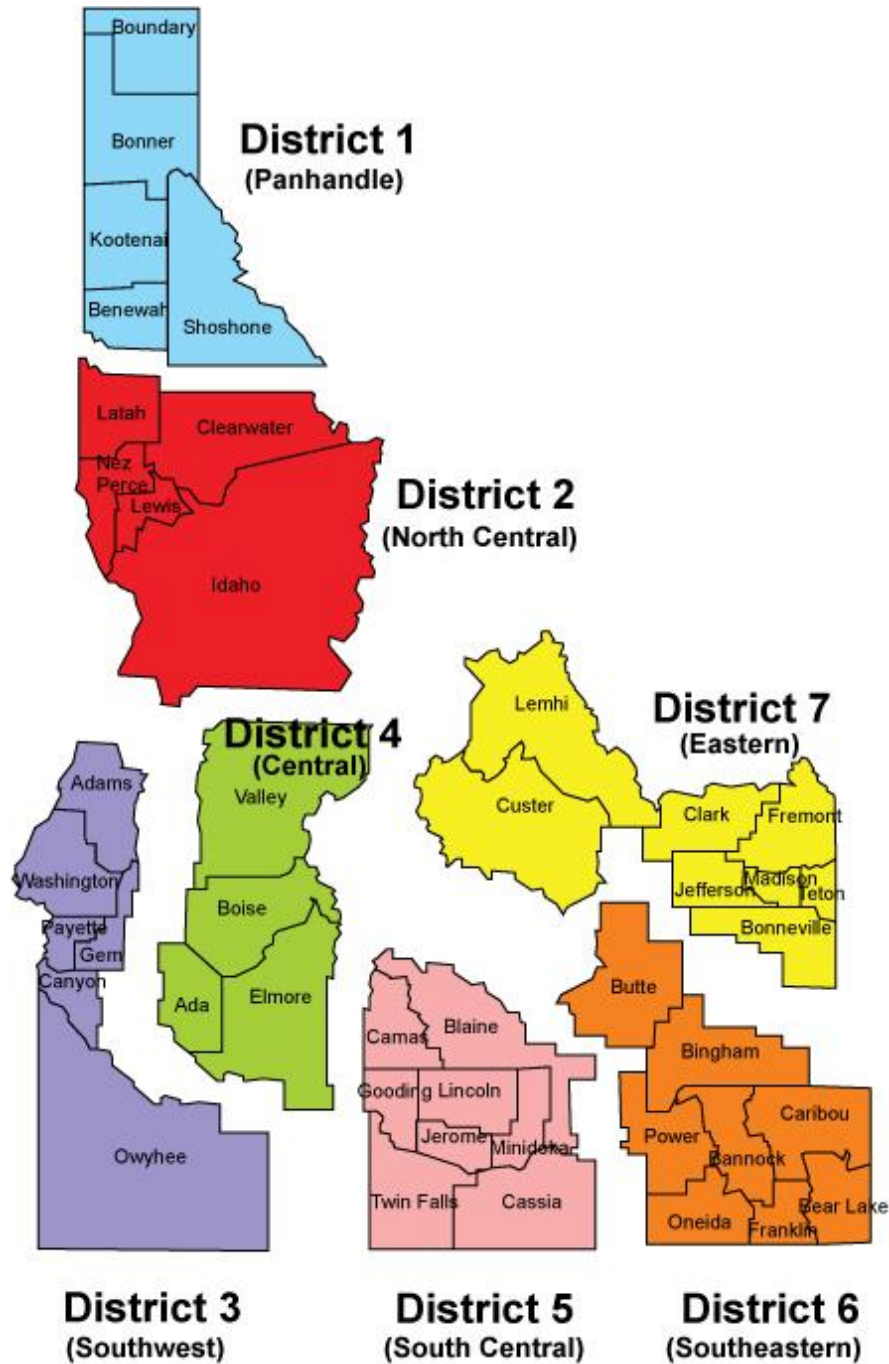 Boundary
Bonner
District 1
(Panhandle)
Kootenai
Benewah
Shoshone
Latah
Clearwater
Nez
Perce
Lewis
District 2
(North Central)
Idaho
Lemhi
District 7
(Eastern)
District 4
(Central)
Adams
Valley
Custer
Clark
Fremont
Washington
Madison
Jefferson
Teton
Boise
Payette
Bonneville
Gem
Canyon
Ada
Elmore
Butte
Camas
Blaine
Bingham
Gooding
Lincoln
Caribou
Jerome
Minidoka
Power
Bannock
Owyhee
Twin Falls
Cassia
Bear Lake
Oneida
Franklin
District 3
(Southwest)
District 5
(South Central)
District 6
(Southeastern)